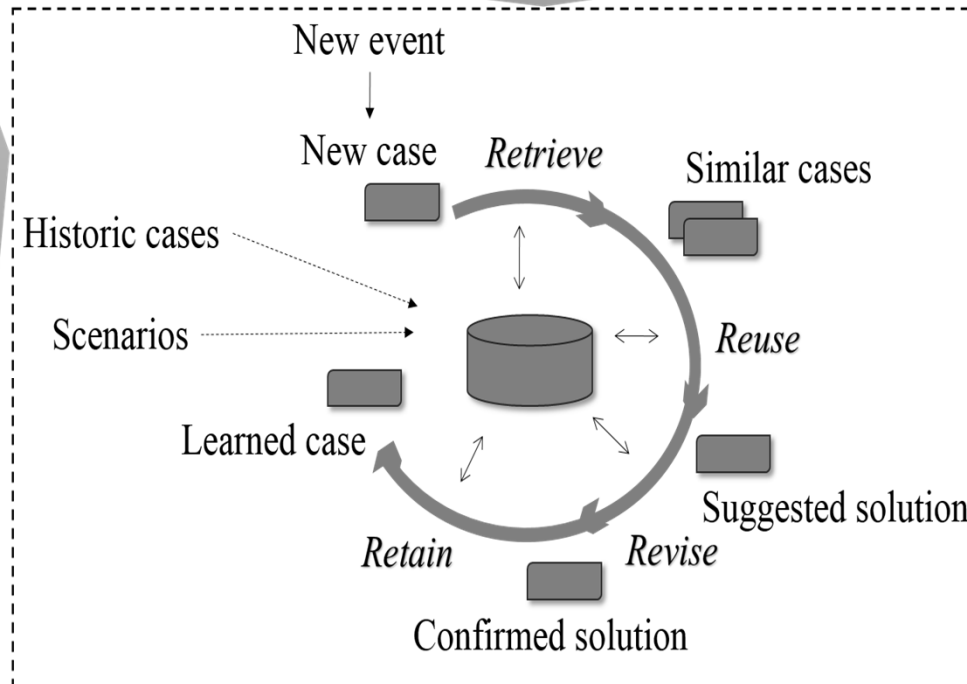 New event
New case
Retrieve
Similar cases
Historic cases
Scenarios
Reuse
Learned case
Suggested solution
Retain
Revise
Confirmed solution